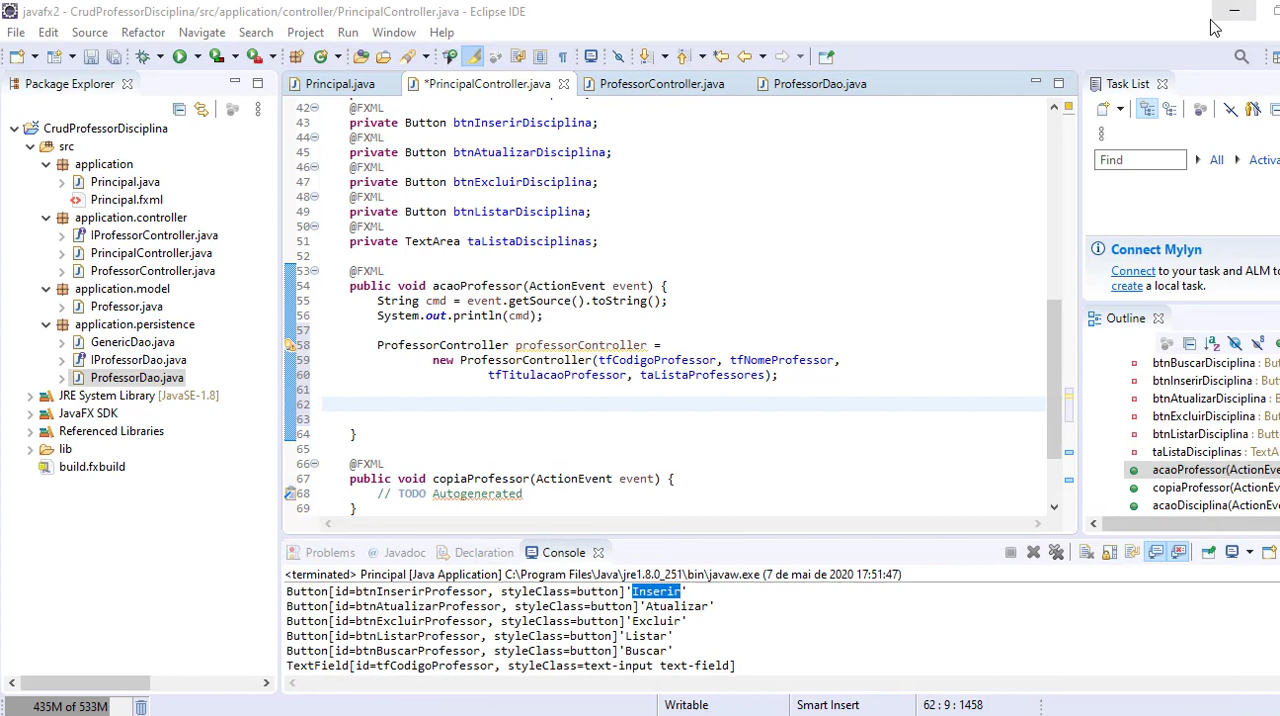 javafx2 - CrudProfessorDisciplina/src/application/controller/PrincipalController.java - Eclipse IDE
File Edit Source Refactor Navigate Search Project Run Window Help
Package Explorer
CrudProfessorDisciplina
src
application
Principal.java
Principal.fxml
application.controller
IProfessorController.java
PrincipalController.java
ProfessorController.java
application.model
Professor.java
application.persistence
GenericDao.java
IProfessorDao.java
ProfessorDao.java
JRE System Library [JavaSE-1.8]
JavaFX SDK
Referenced Libraries
lib
build.fxbuild
Principal.java *PrincipalController.java ProfessorController.java ProfessorDao.java
42 @FXML
43 private Button btnInserirDisciplina;
44 @FXML
45 private Button btnAtualizarDisciplina;
46 @FXML
47 private Button btnExcluirDisciplina;
48 @FXML
49 private Button btnListarDisciplina;
50 @FXML
51 private TextArea taListaDisciplinas;
52
53 @FXML
54 public void acaoProfessor(ActionEvent event) {
55 String cmd = event.getSource().toString();
56 System.out.println(cmd);
57
58 ProfessorController professorController =
59 new ProfessorController(tfCodigoProfessor, tfNomeProfessor,
60 tfTitulacaoProfessor, taListaProfessores);
61
62
63
64 }
65
66 @FXML
67 public void copiaProfessor(ActionEvent event) {
68 // TODO Autogenerated
69 }
Task List
Find All Activa
Connect Mylyn
Connect to your task and ALM to
create a local task.
Outline
btnBuscarDisciplina : Bu
btnInserirDisciplina : Bu
btnAtualizarDisciplina :
btnExcluirDisciplina : Bu
btnListarDisciplina : Butt
taListaDisciplinas : TextA
acaoProfessor(ActionEve
copiaProfessor(ActionEv
acaoDisciplina(ActionEve
Problems Javadoc Declaration Console
<terminated> Principal [Java Application] C:\Program Files\Java\jre1.8.0_251\bin\javaw.exe (7 de mai de 2020 17:51:47)
Button[id=btnInserirProfessor, styleClass=button]'Inserir'
Button[id=btnAtualizarProfessor, styleClass=button]'Atualizar'
Button[id=btnExcluirProfessor, styleClass=button]'Excluir'
Button[id=btnListarProfessor, styleClass=button]'Listar'
Button[id=btnBuscarProfessor, styleClass=button]'Buscar'
TextField[id=tfCodigoProfessor, styleClass=text-input text-field]
435M of 533M Writable Smart Insert 62 : 9 : 1458